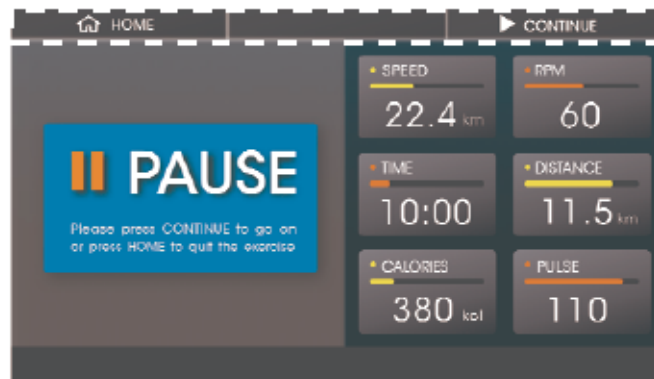 HOME
CONTINUE
PAUSE
Please press CONTINUE to go on
or press HOME to quit the exercise
SPEED
22.4 km
RPM
60
TIME
10:00
DISTANCE
11.5 km
CALORIES
380 kal
PULSE
110